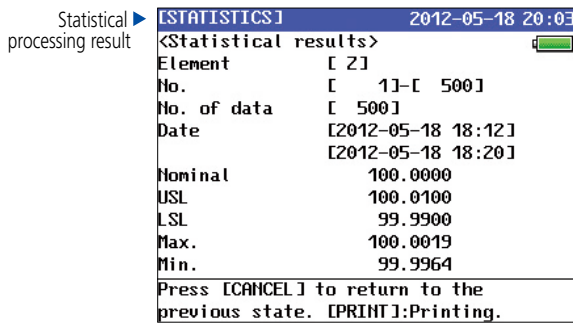 Statistical ▶
processing result
[STATISTICS] 2012-05-18 20:03
<Statistical results>
Element [ Z]
No. [ 1]-[ 500]
No. of data [ 500]
Date [2012-05-18 18:12]
[2012-05-18 18:20]
Nominal 100.0000
USL 100.0100
LSL 99.9900
Max. 100.0019
Min. 99.9964
Press [CANCEL] to return to the
previous state. [PRINT]:Printing.